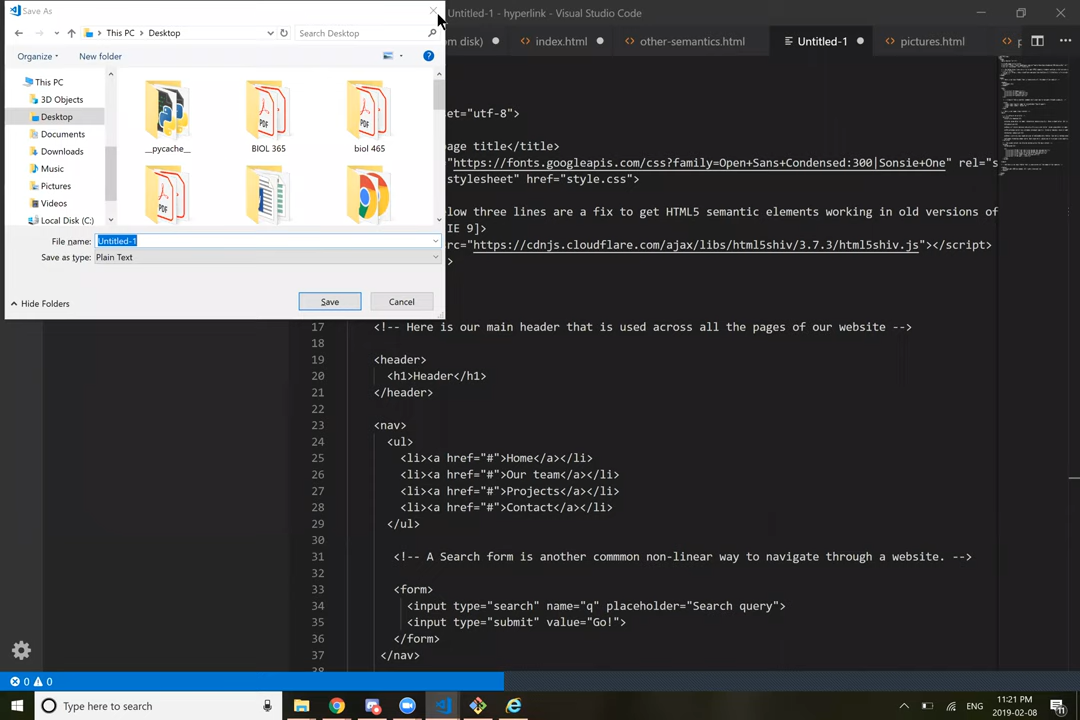 Save As
Untitled-1 - hyperlink - Visual Studio Code
This PC > Desktop
Search Desktop
m disk)
index.html
other-semantics.html
Untitled-1
pictures.html
Organize
New folder
This PC
3D Objects
Desktop
Documents
Downloads
Music
Pictures
Videos
Local Disk (C:)
__pycache__
BIOL 365
biol 465
PDF
PDF
PDF
File name:
Untitled-1
Save as type:
Plain Text
Hide Folders
Save
Cancel
et="utf-8">
age title</title>
"https://fonts.googleapis.com/css?family=Open+Sans+Condensed:300|Sonsie+One" rel="s
stylesheet" href="style.css">
low three lines are a fix to get HTML5 semantic elements working in old versions of
IE 9]>
rc="https://cdnjs.cloudflare.com/ajax/libs/html5shiv/3.7.3/html5shiv.js"></script>
>
17 <!-- Here is our main header that is used across all the pages of our website -->
18
19 <header>
20 <h1>Header</h1>
21 </header>
22
23 <nav>
24 <ul>
25 <li><a href="#">Home</a></li>
26 <li><a href="#">Our team</a></li>
27 <li><a href="#">Projects</a></li>
28 <li><a href="#">Contact</a></li>
29 </ul>
30
31 <!-- A Search form is another commmon non-linear way to navigate through a website. -->
32
33 <form>
34 <input type="search" name="q" placeholder="Search query">
35 <input type="submit" value="Go!">
36 </form>
37 </nav>
38
0 0
Type here to search
ENG
11:21 PM
2019-02-08
11